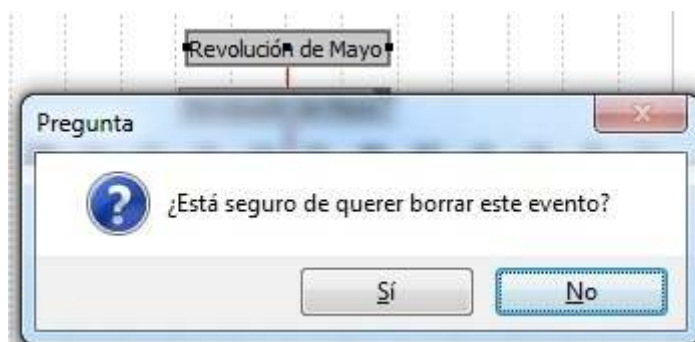 Revolución de Mayo
Pregunta
¿Está seguro de querer borrar este evento?
Sí
No